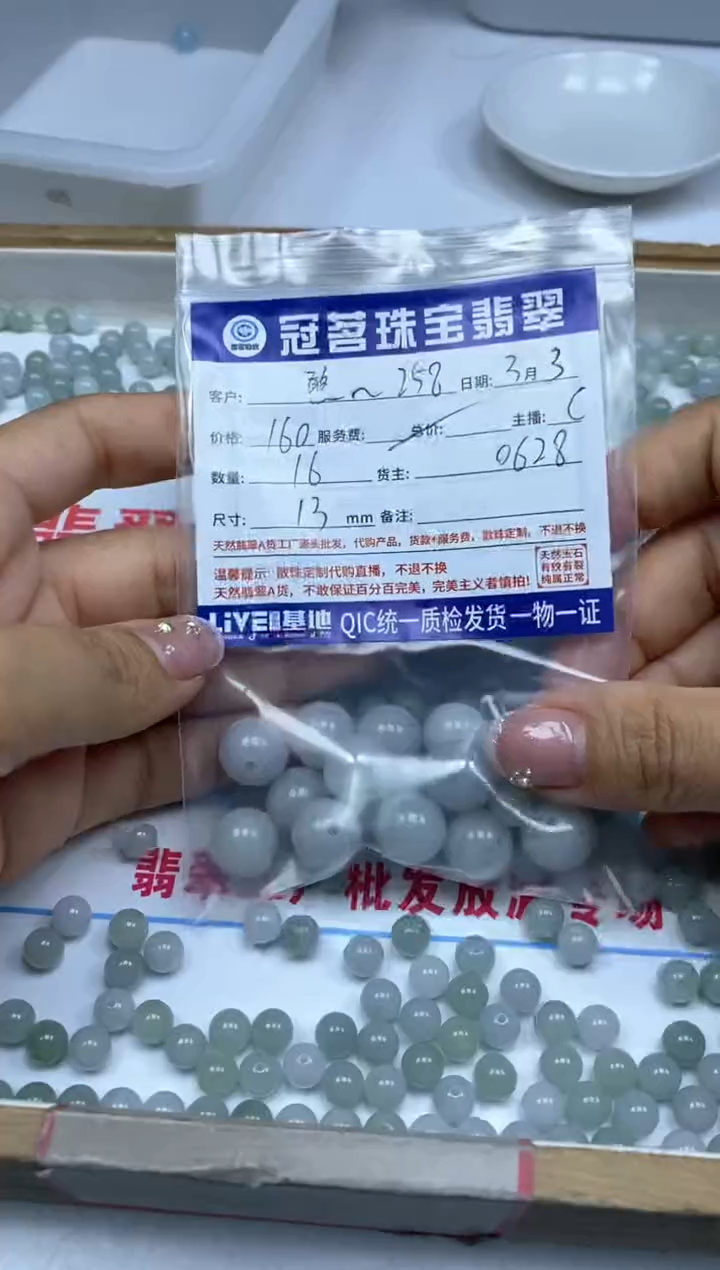 冠茗珠宝翡翠
客户: 酸～～258 日期: 3月3
价格: 160 服务费: 总价: 主播: C
数量: 16 货主: 0628
尺寸: 13 mm 备注:
天然翡翠A货工厂源头批发，代购产品，货款+服务费，散珠定制，不退不换
温馨提示: 散珠定制代购直播，不退不换
天然翡翠A货，不敢保证百分百完美，完美主义者慎拍!
天然玉石
有纹有裂
纯属正常
基地 QIC统一质检发货一物一证
翡翠 批发 专场